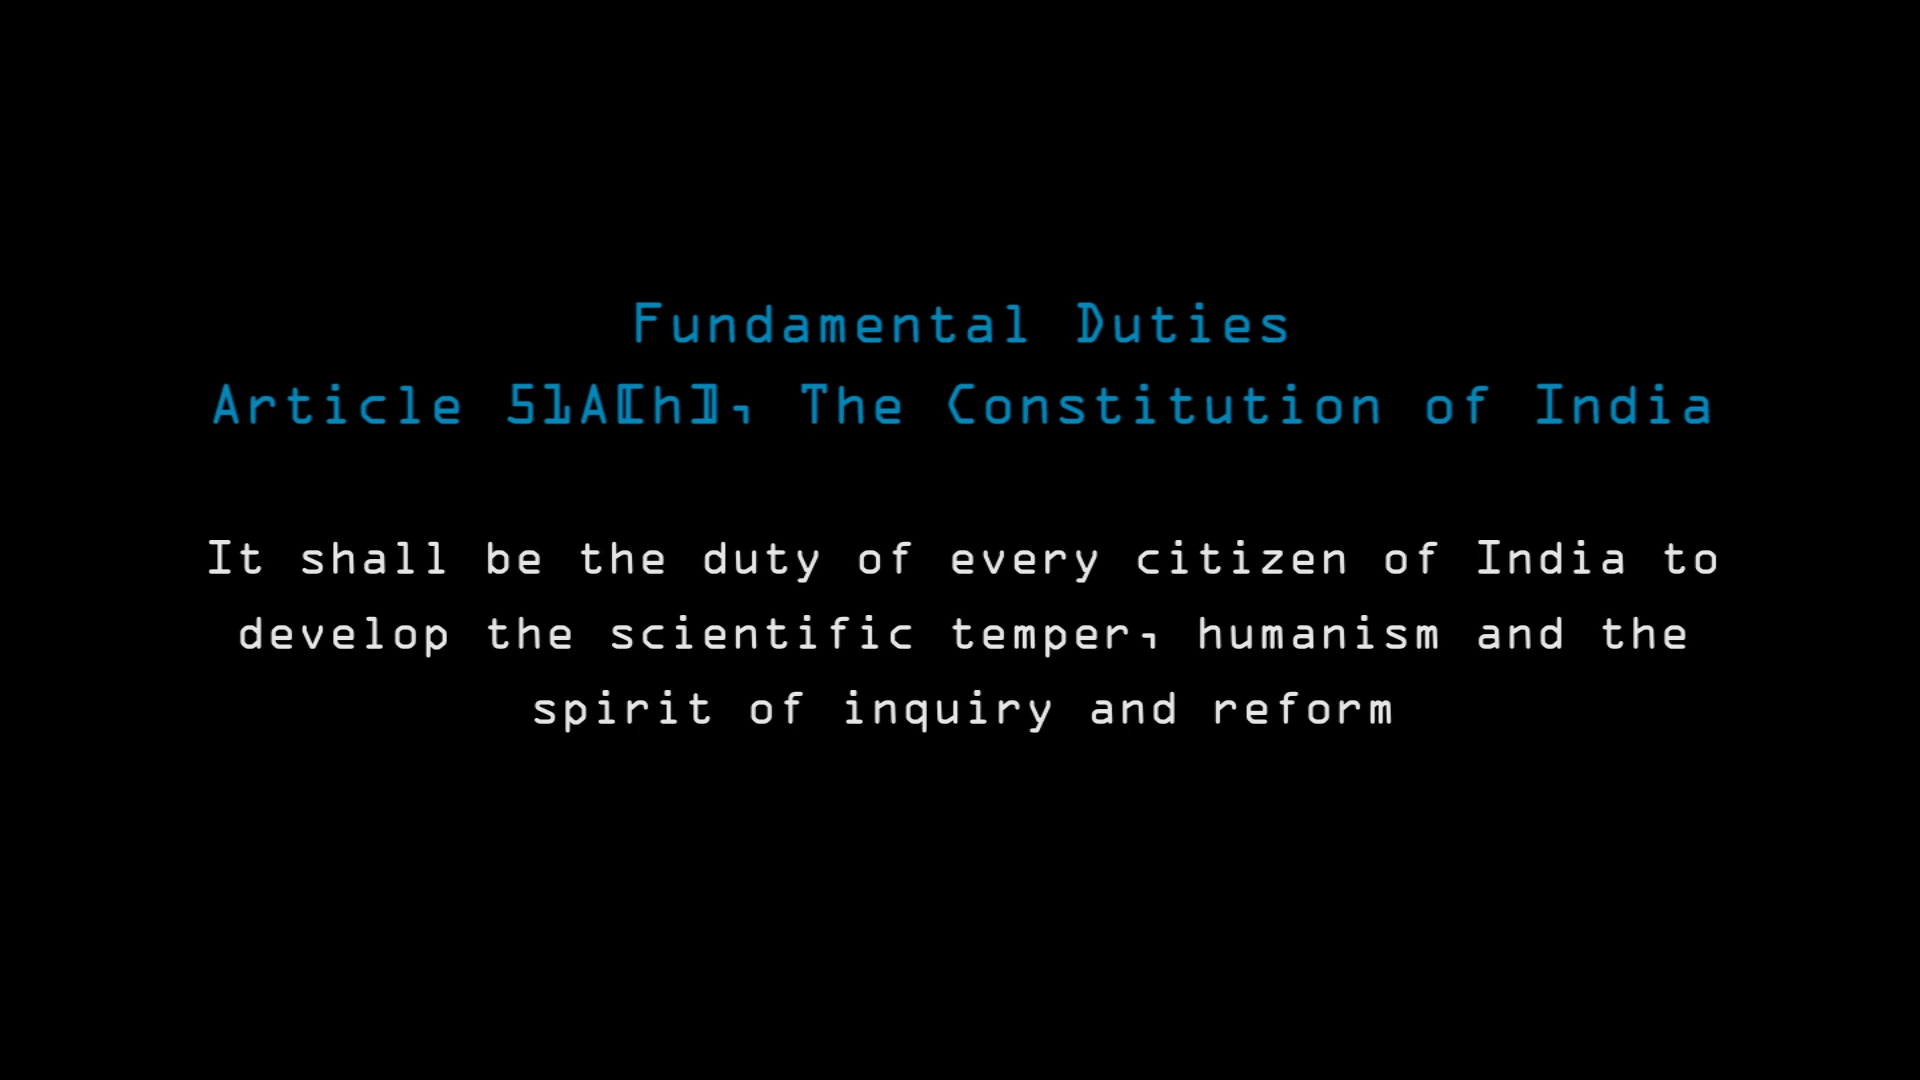 Fundamental Duties
Article 51A[h], The Constitution of India
It shall be the duty of every citizen of India to
develop the scientific temper, humanism and the
spirit of inquiry and reform